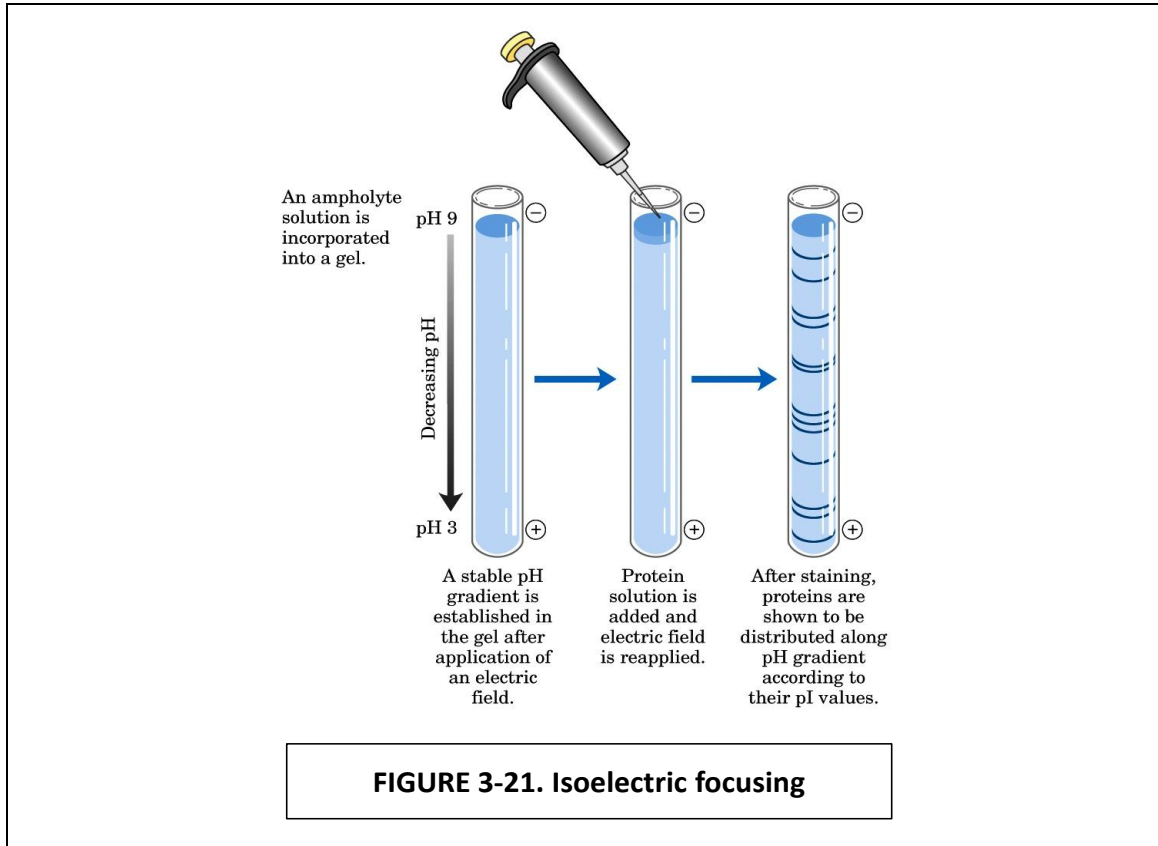 An ampholyte
solution is
incorporated
into a gel.
pH 9
−
Decreasing pH
pH 3
+
−
+
−
+
A stable pH
gradient is
established in
the gel after
application of
an electric
field.
Protein
solution is
added and
electric field
is reapplied.
After staining,
proteins are
shown to be
distributed along
pH gradient
according to
their pI values.
FIGURE 3-21. Isoelectric focusing